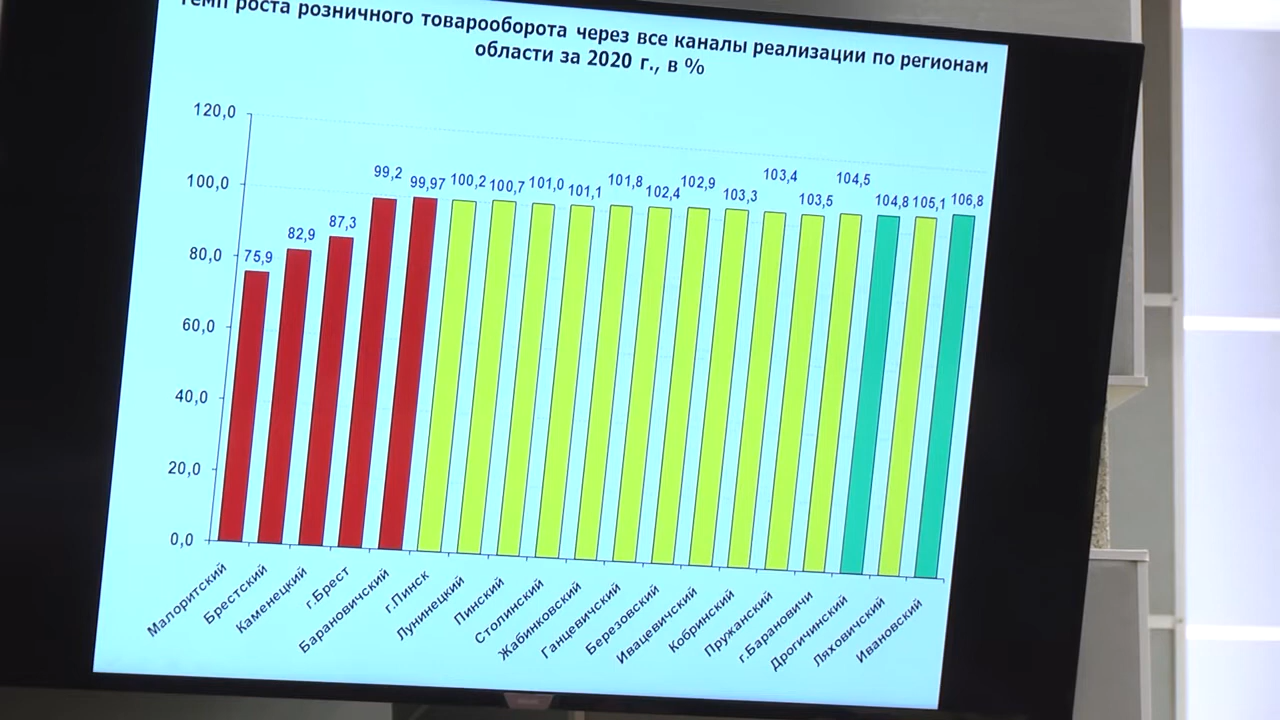 темп роста розничного товарооборота через все каналы реализации по регионам
области за 2020 г., в %
120,0
100,0
80,0
60,0
40,0
20,0
0,0
75,9
82,9
87,3
99,2
99,97
100,2
100,7
101,0
101,1
101,8
102,4
102,9
103,3
103,4
103,5
104,5
104,8
105,1
106,8
Малоритский
Брестский
Каменецкий
г.Брест
Барановичский
г.Пинск
Лунинецкий
Пинский
Столинский
Жабинковский
Ганцевичский
Березовский
Ивацевичский
Кобринский
Пружанский
г.Барановичи
Дрогичинский
Ляховичский
Ивановский